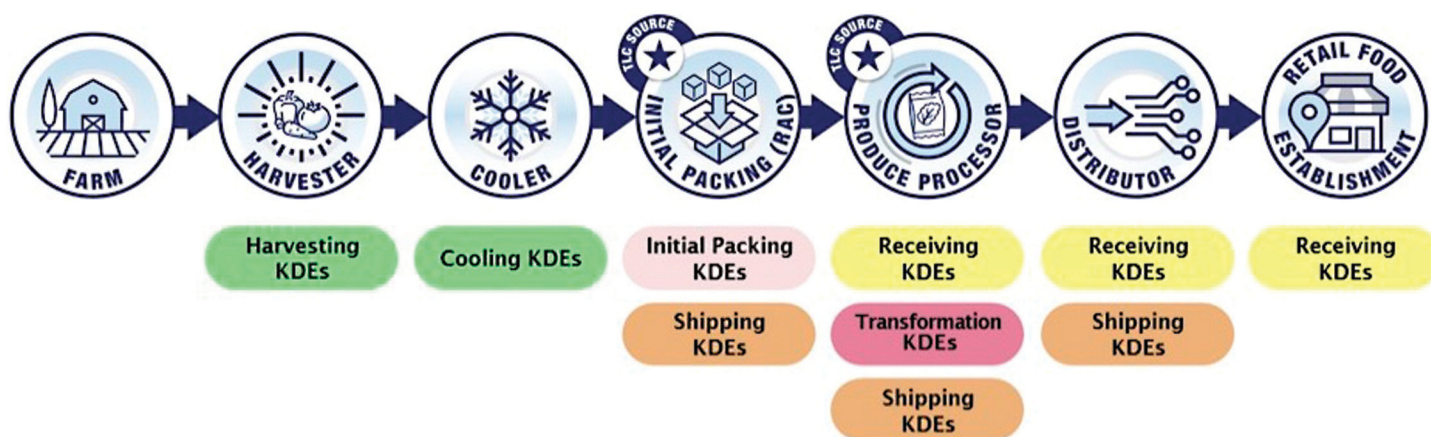 TLC SOURCE
TLC SOURCE
FARM
HARVESTER
COOLER
INITIAL PACKING (RAC)
PRODUCE PROCESSOR
DISTRIBUTOR
RETAIL FOOD
ESTABLISHMENT
Harvesting
KDEs
Cooling KDEs
Initial Packing
KDEs
Receiving
KDEs
Receiving
KDEs
Receiving
KDEs
Shipping
KDEs
Transformation
KDEs
Shipping
KDEs
Shipping
KDEs